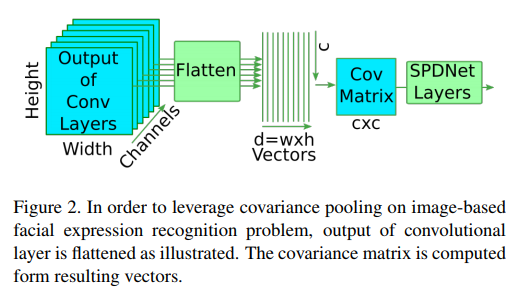 Height
Output
of
Conv
Layers
Width
Channels
Flatten
d=wxh
Vectors
c
Cov
Matrix
cxc
SPDNet
Layers
Figure 2. In order to leverage covariance pooling on image-based
facial expression recognition problem, output of convolutional
layer is flattened as illustrated. The covariance matrix is computed
form resulting vectors.